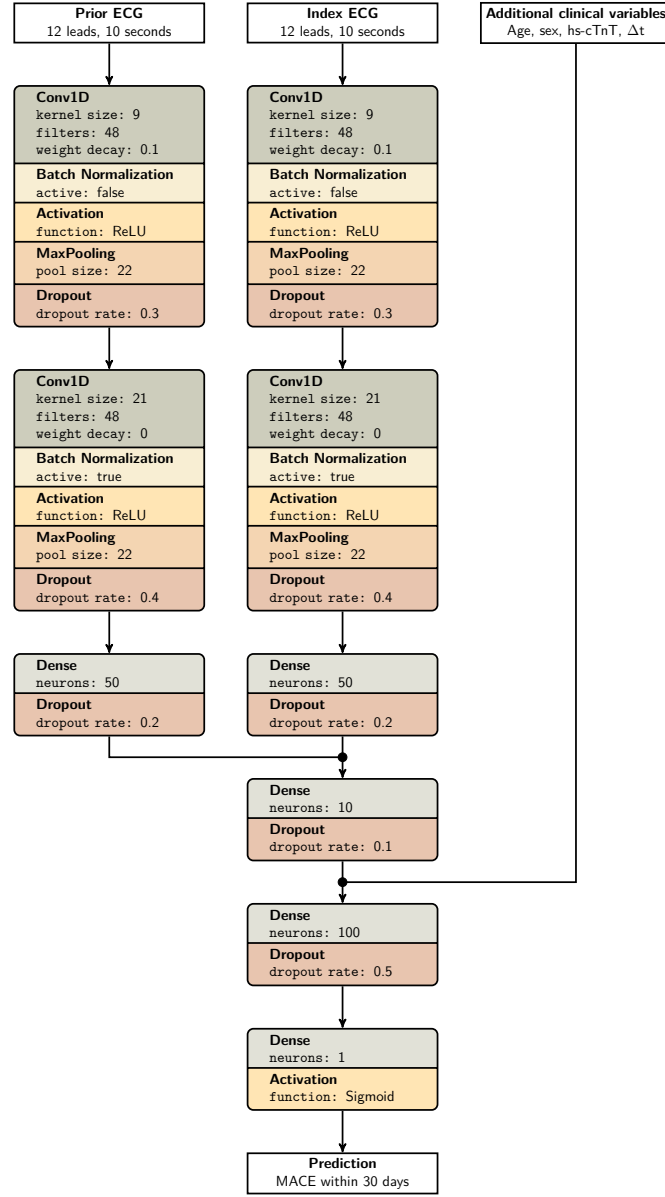 Prior ECG
12 leads, 10 seconds
Index ECG
12 leads, 10 seconds
Additional clinical variables
Age, sex, hs-cTnT, Δt
Conv1D
kernel size: 9
filters: 48
weight decay: 0.1
Batch Normalization
active: false
Activation
function: ReLU
MaxPooling
pool size: 22
Dropout
dropout rate: 0.3
Conv1D
kernel size: 9
filters: 48
weight decay: 0.1
Batch Normalization
active: false
Activation
function: ReLU
MaxPooling
pool size: 22
Dropout
dropout rate: 0.3
Conv1D
kernel size: 21
filters: 48
weight decay: 0
Batch Normalization
active: true
Activation
function: ReLU
MaxPooling
pool size: 22
Dropout
dropout rate: 0.4
Conv1D
kernel size: 21
filters: 48
weight decay: 0
Batch Normalization
active: true
Activation
function: ReLU
MaxPooling
pool size: 22
Dropout
dropout rate: 0.4
Dense
neurons: 50
Dropout
dropout rate: 0.2
Dense
neurons: 50
Dropout
dropout rate: 0.2
Dense
neurons: 10
Dropout
dropout rate: 0.1
Dense
neurons: 100
Dropout
dropout rate: 0.5
Dense
neurons: 1
Activation
function: Sigmoid
Prediction
MACE within 30 days